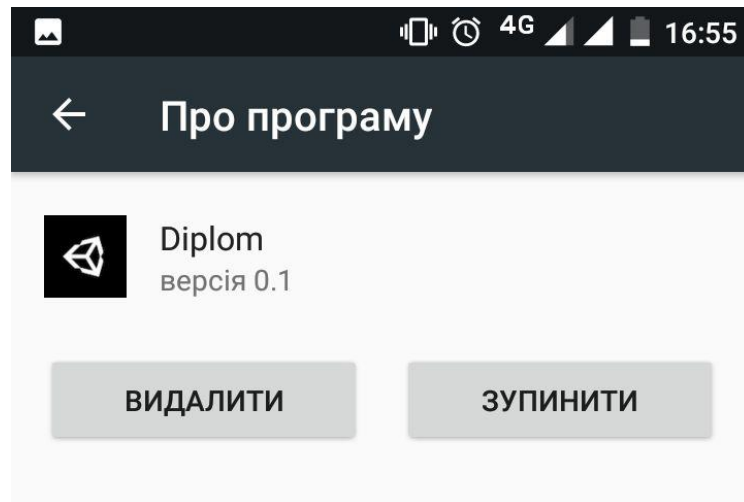 4G 16:55
Про програму
Diplom
версія 0.1
ВИДАЛИТИ ЗУПИНИТИ